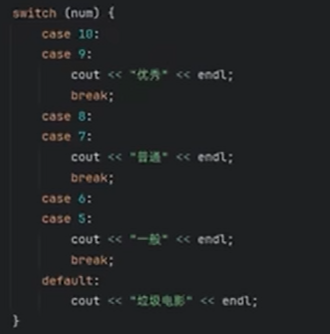 switch (num) {
    case 10:
    case 9:
        cout << "优秀" << endl;
        break;
    case 8:
    case 7:
        cout << "普通" << endl;
        break;
    case 6:
    case 5:
        cout << "一般" << endl;
        break;
    default:
        cout << "垃圾电影" << endl;
}